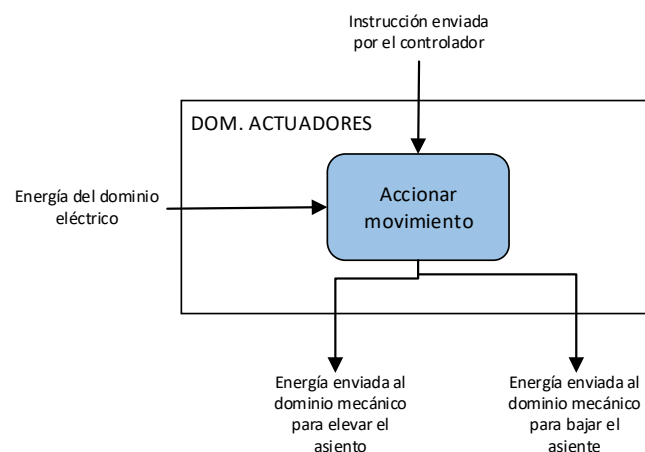 Instrucción enviada
por el controlador
DOM. ACTUADORES
Accionar
movimiento
Energía del dominio
eléctrico
Energía enviada al
dominio mecánico
para elevar el
asiento
Energía enviada al
dominio mecánico
para bajar el
asiente